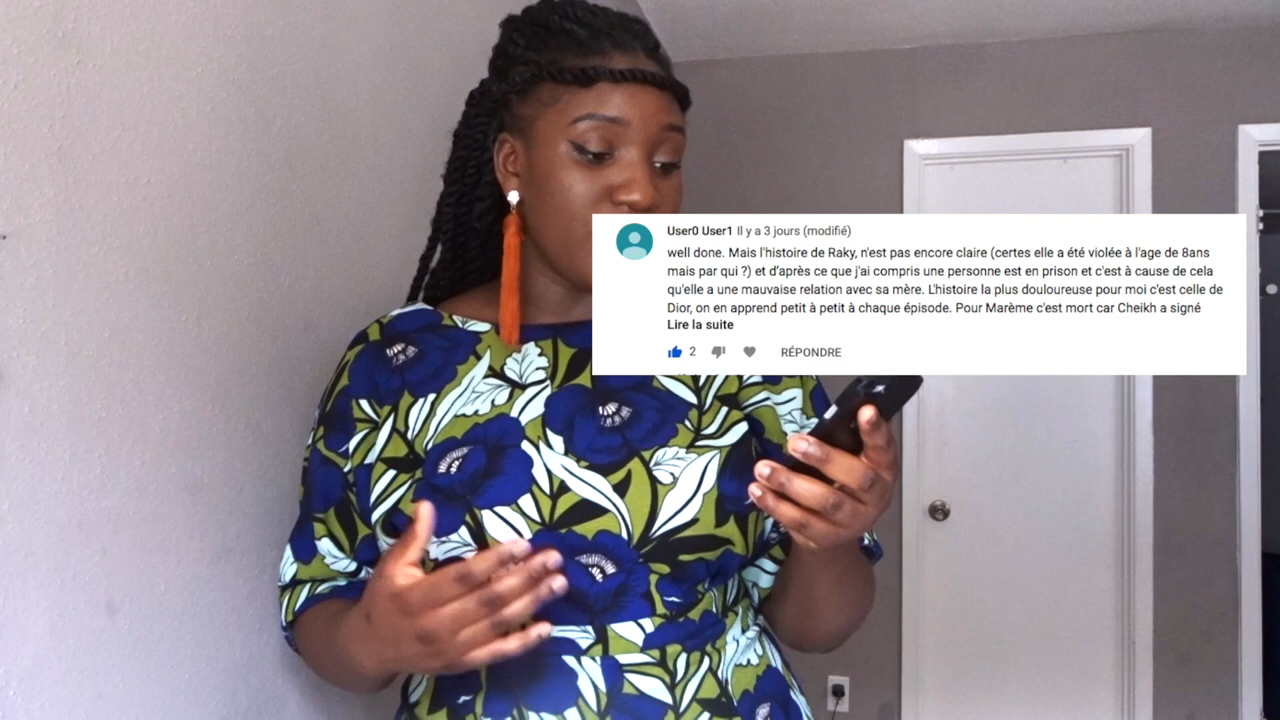 User0 User1 Il y a 3 jours (modifié)
well done. Mais l'histoire de Raky, n'est pas encore claire (certes elle a été violée à l'age de 8ans
mais par qui ?) et d'après ce que j'ai compris une personne est en prison et c'est à cause de cela
qu'elle a une mauvaise relation avec sa mère. L'histoire la plus douloureuse pour moi c'est celle de
Dior, on en apprend petit à petit à chaque épisode. Pour Marème c'est mort car Cheikh a signé
Lire la suite
2 RÉPONDRE